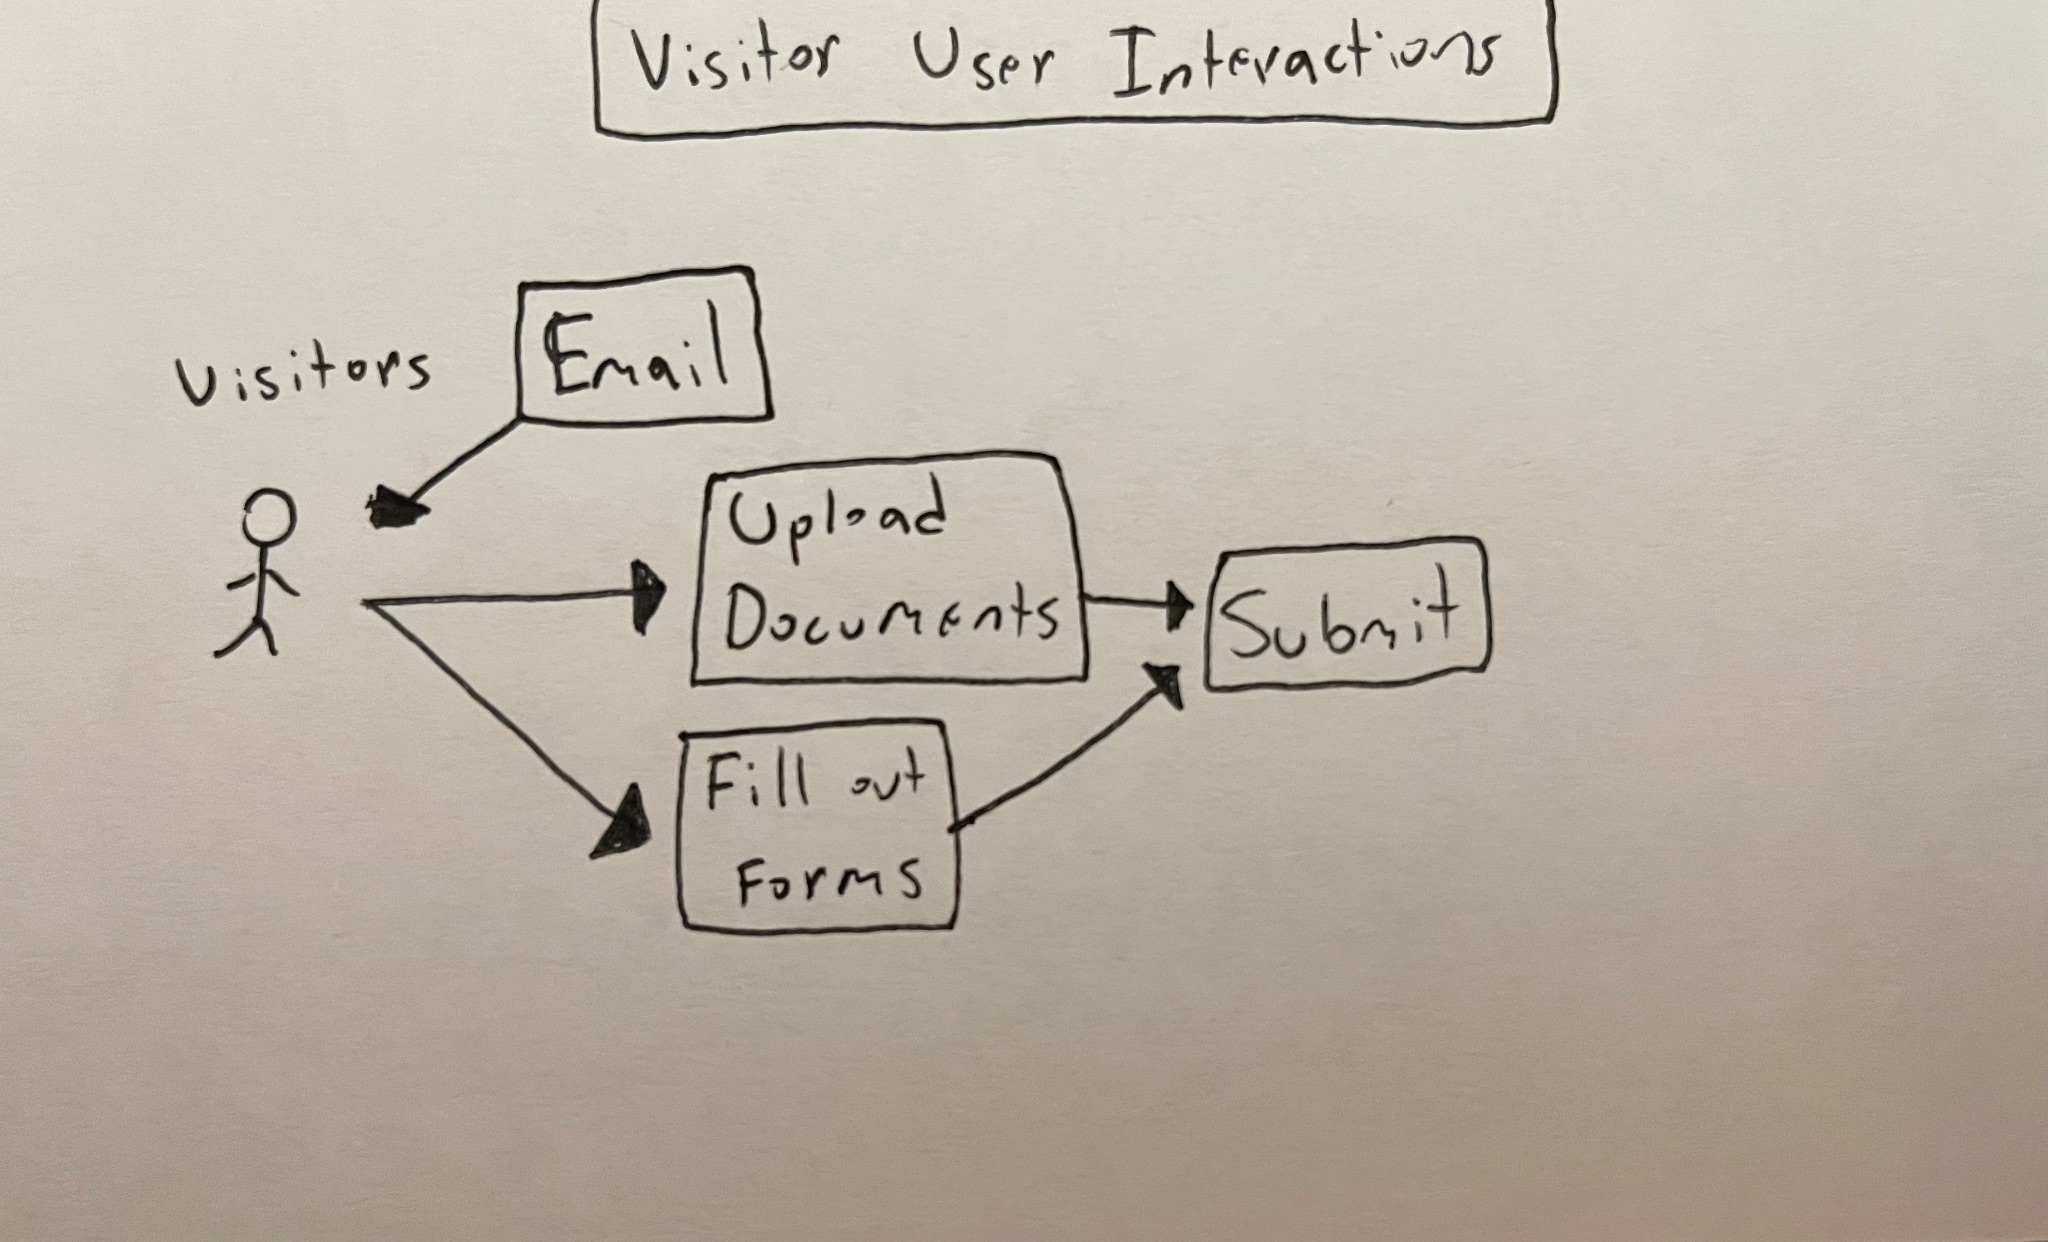 Visitor User Interactions
Visitors
Email
Upload
Documents
Submit
Fill out
Forms